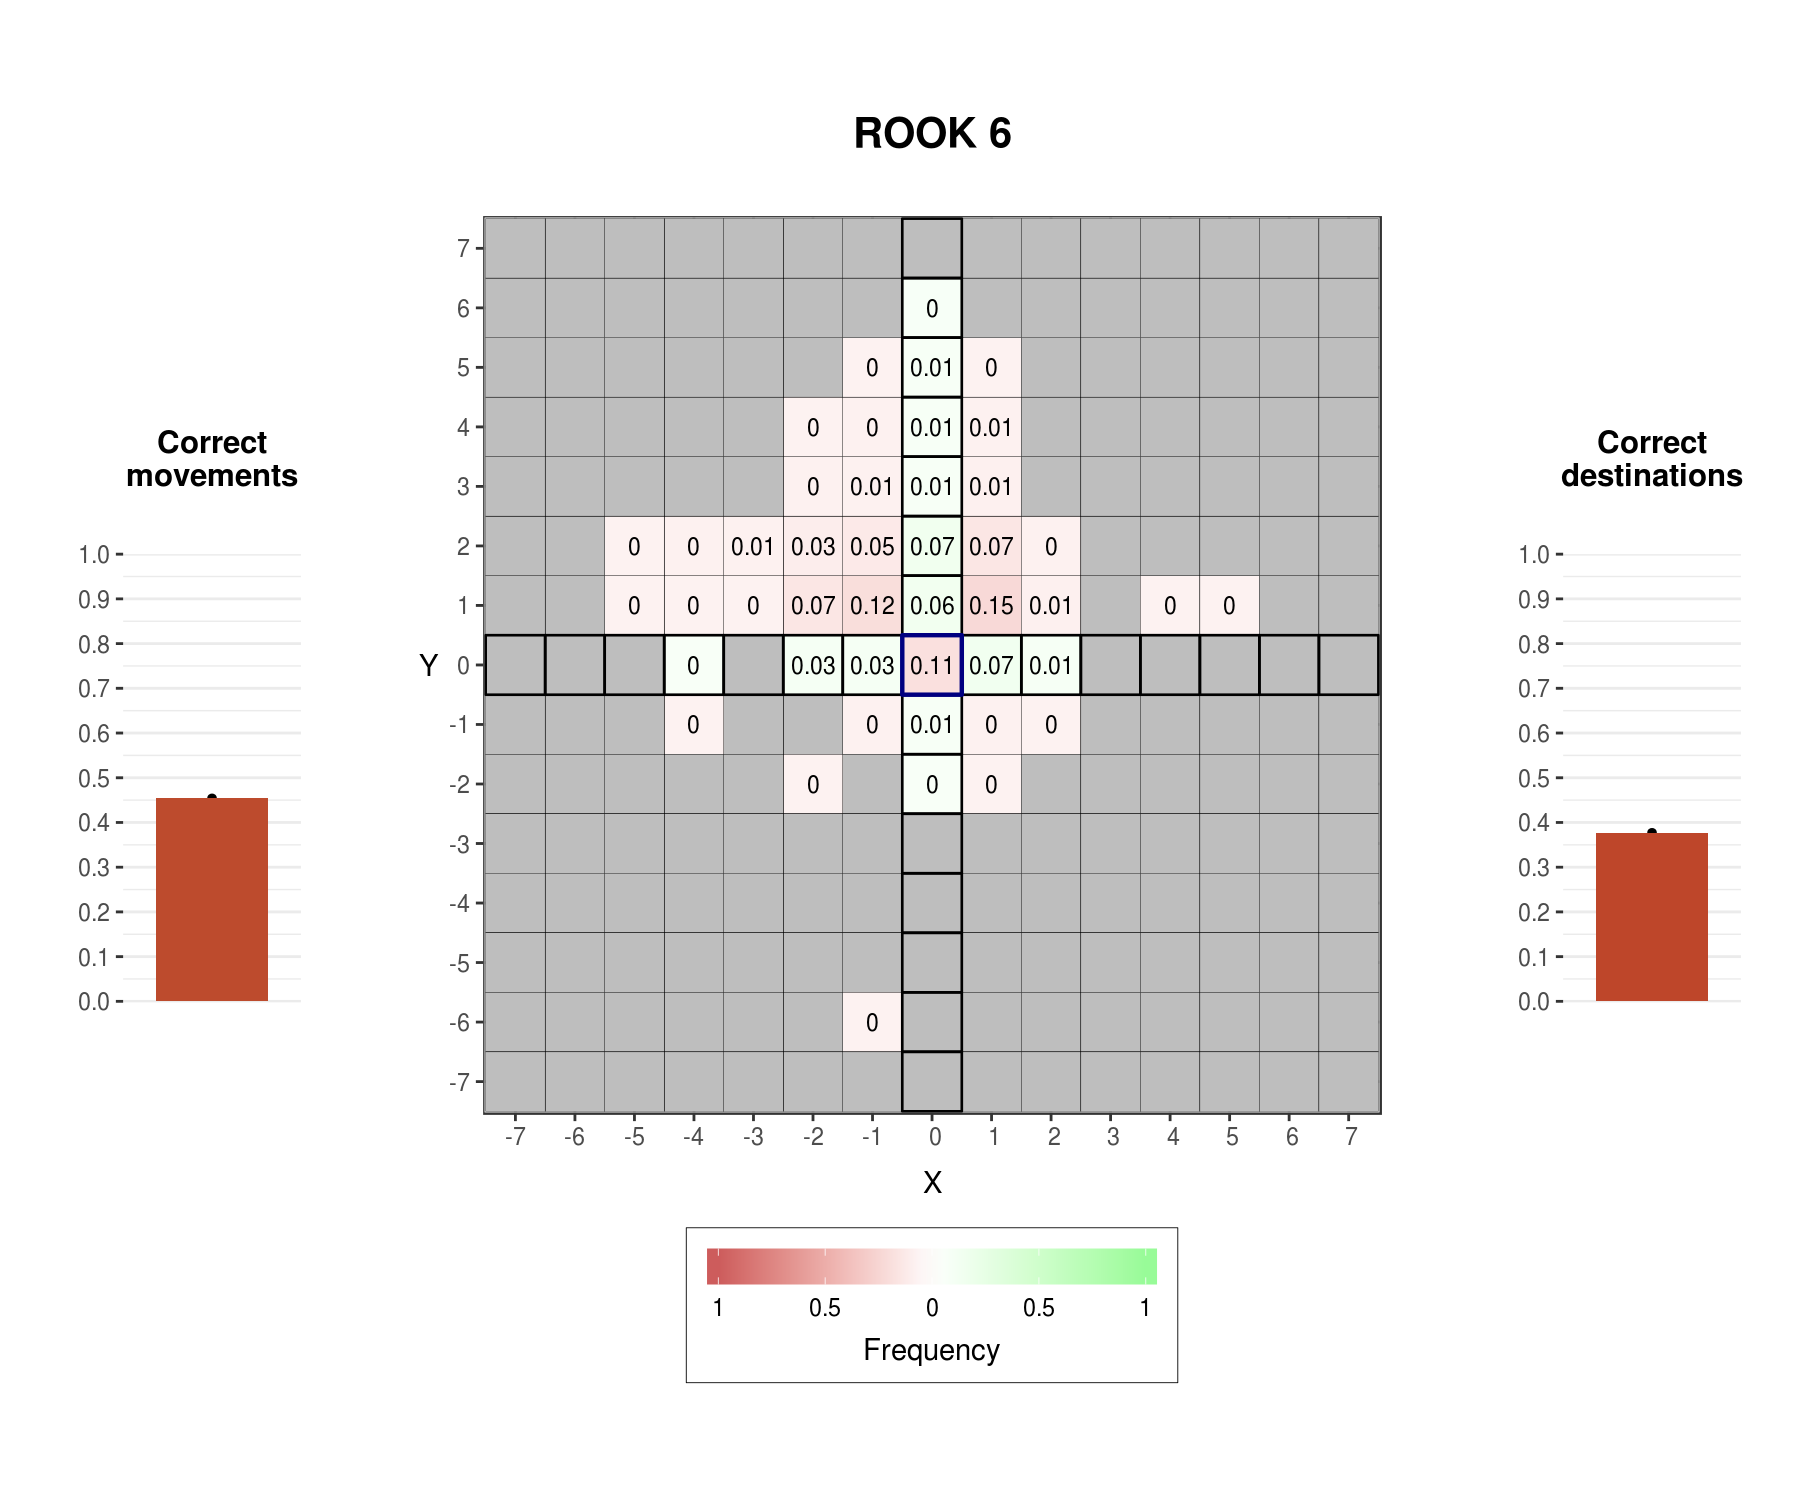 ROOK 6
Correct
movements
1.0
0.9
0.8
0.7
0.6
0.5
0.4
0.3
0.2
0.1
0.0
Y
7
6 0
5 0 0.01 0
4 0 0 0.01 0.01
3 0 0.01 0.01 0.01
2 0 0 0.01 0.03 0.05 0.07 0.07 0
1 0 0 0 0.07 0.12 0.06 0.15 0.01 0 0
0 0 0.03 0.03 0.11 0.07 0.01
-1 0 0 0.01 0 0
-2 0 0 0
-3
-4
-5
-6 0
-7
-7 -6 -5 -4 -3 -2 -1 0 1 2 3 4 5 6 7
X
1 0.5 0 0.5 1
Frequency
Correct
destinations
1.0
0.9
0.8
0.7
0.6
0.5
0.4
0.3
0.2
0.1
0.0